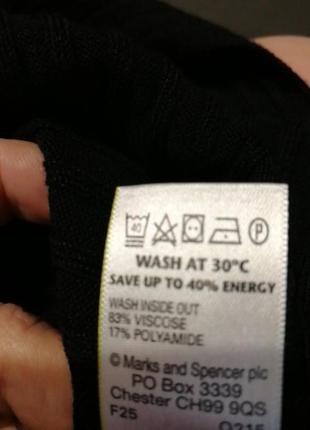 40 P
WASH AT 30°C
SAVE UP TO 40% ENERGY
WASH INSIDE OUT
83% VISCOSE
17% POLYAMIDE
© Marks and Spencer plc
PO Box 3339
Chester CH99 9QS
F25